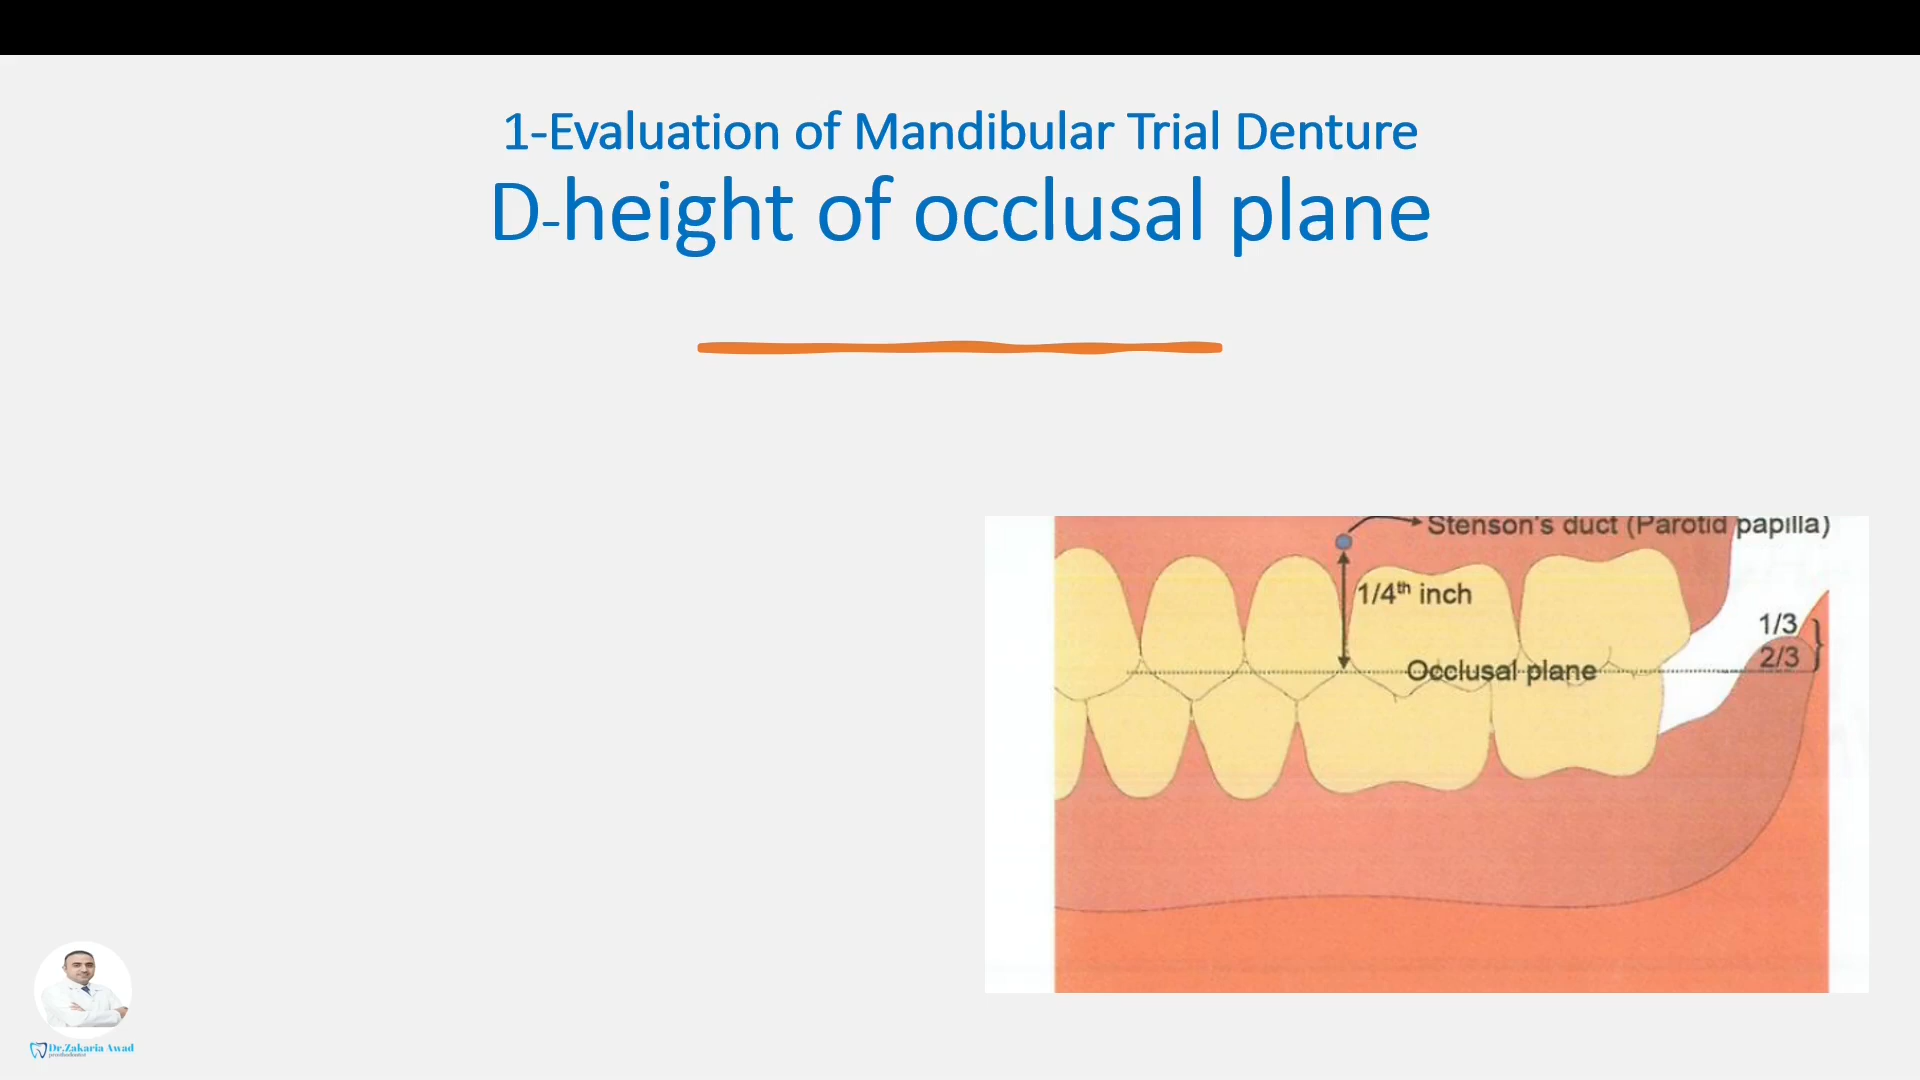 1-Evaluation of Mandibular Trial Denture
D-height of occlusal plane
Stenson's duct (Parotid papilla)
1/4th inch
1/3
2/3
Occlusal plane
Dr.Zakaria Awad
prosthodontist